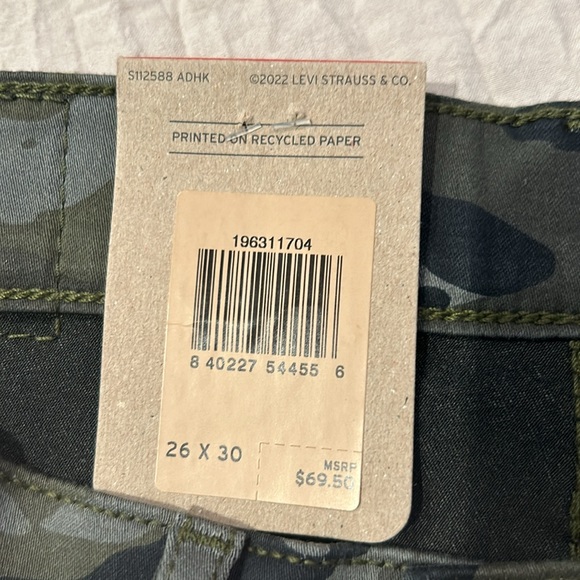 S112588 ADHK ©2022 LEVI STRAUSS & CO.
PRINTED ON RECYCLED PAPER
196311704
8 40227 54455 6
26 X 30
MSRP
$69.50